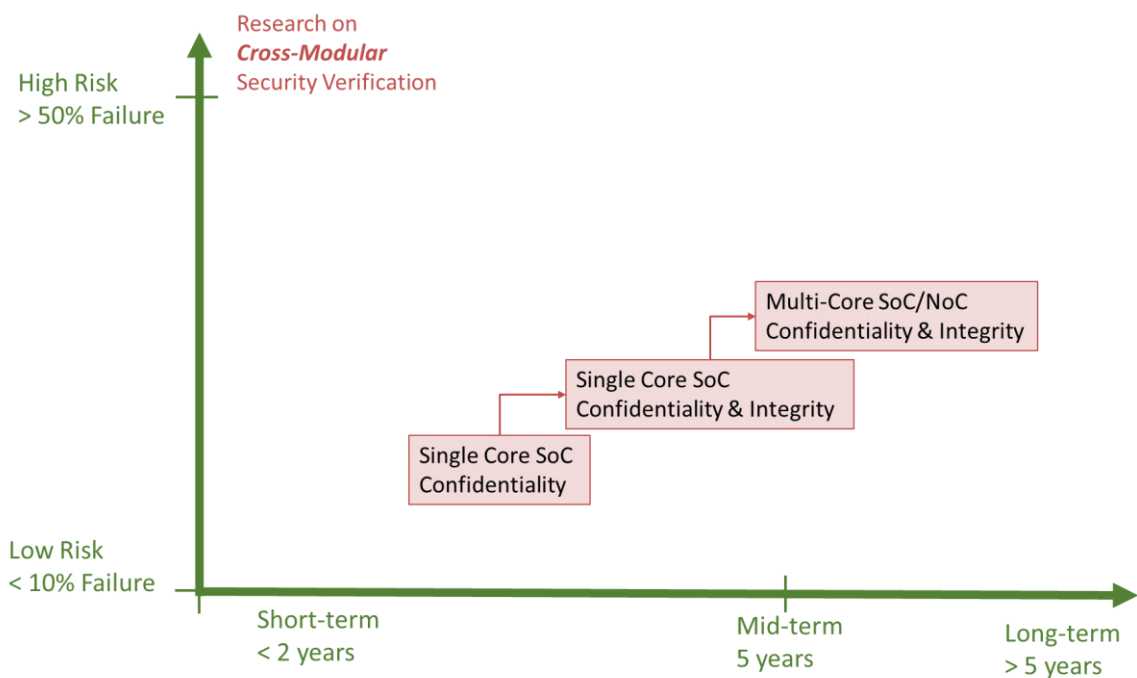 Research on
Cross-Modular
Security Verification
High Risk
> 50% Failure
Multi-Core SoC/NoC
Confidentiality & Integrity
Single Core SoC
Confidentiality & Integrity
Single Core SoC
Confidentiality
Low Risk
< 10% Failure
Short-term
< 2 years
Mid-term
5 years
Long-term
> 5 years